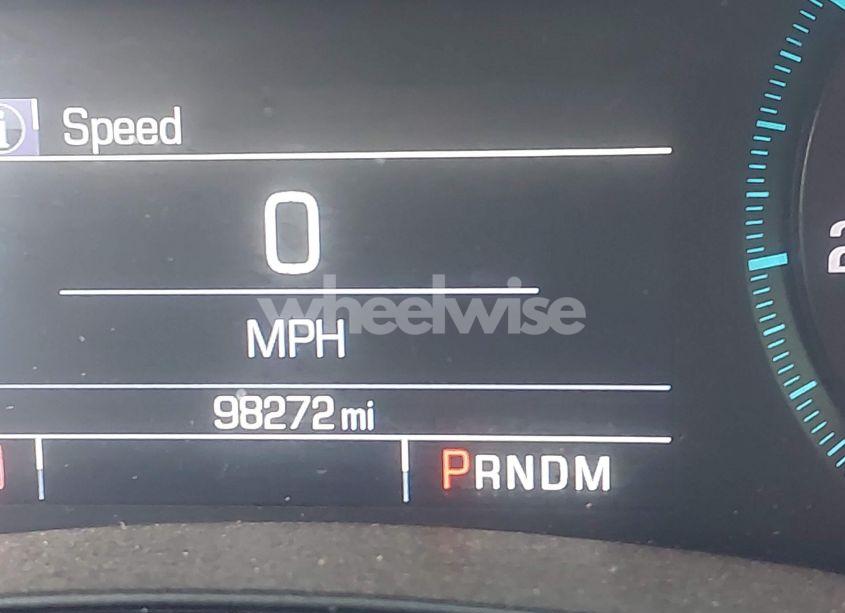 i Speed
0
wheelwise
MPH
98272 mi
PRNDM